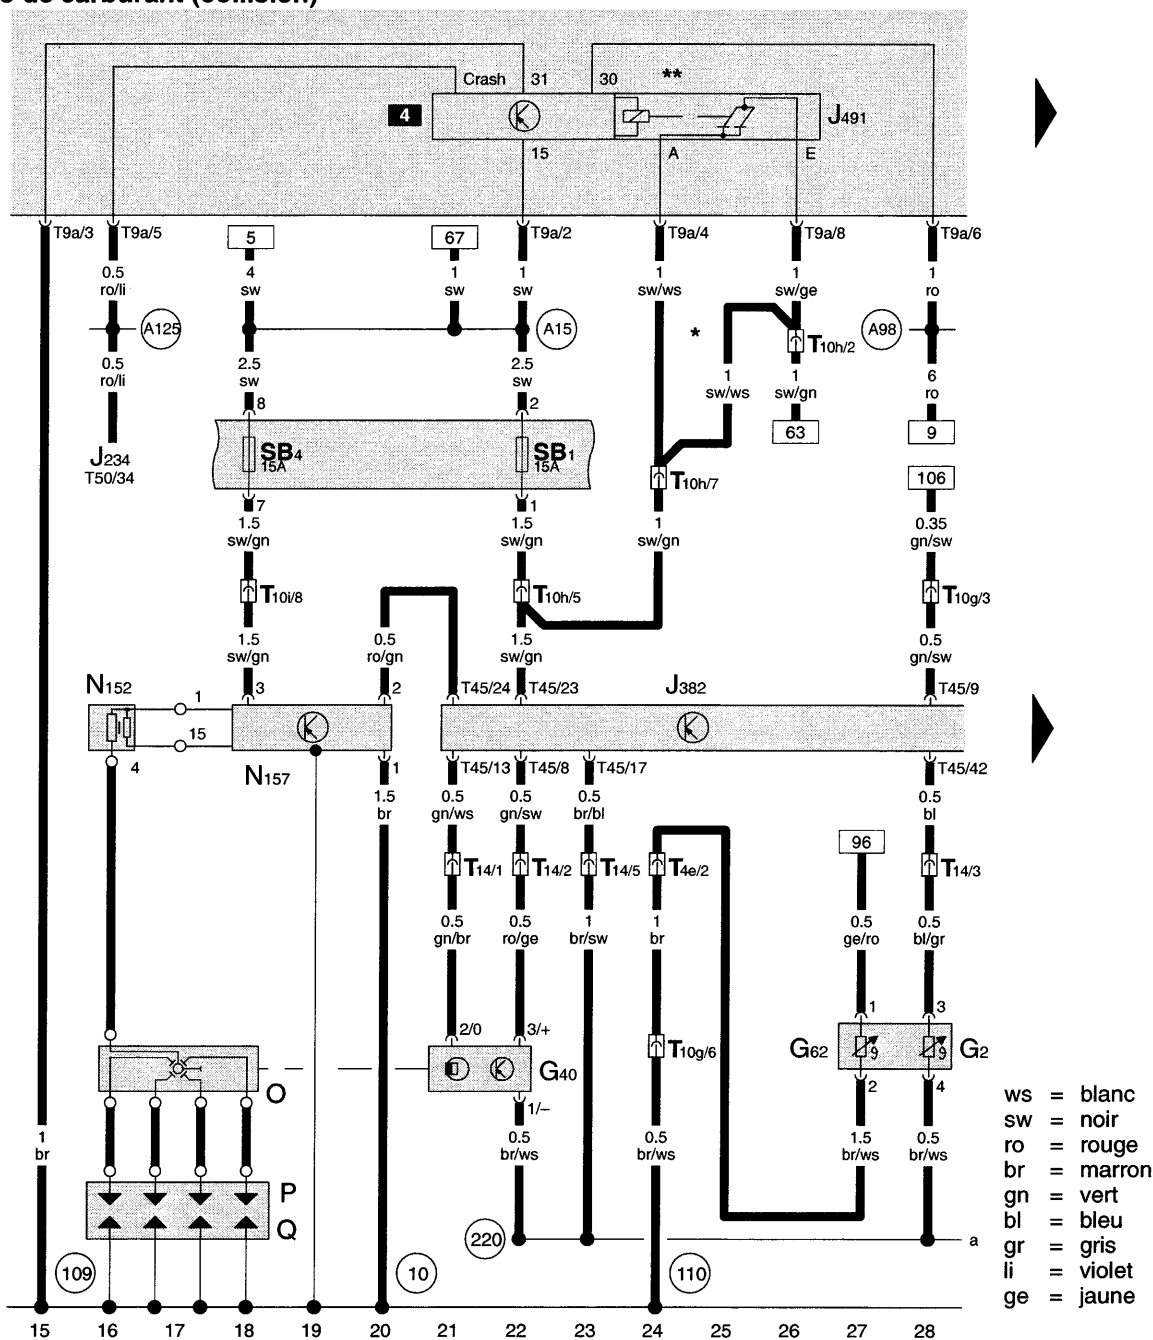 de carburant (collision)
Crash 31 30 **
4 J491
15 A E
T9a/3 T9a/5 5 67 T9a/2 T9a/4 T9a/8 T9a/6
0.5 4 1 1 1 1 1
ro/li sw sw sw sw/ws sw/ge ro
A125 A15 * A98
T10h/2
0.5 2.5 2.5 1 1 6
ro/li sw sw sw/ws sw/gn ro
8 2
63 9
J234 SB4 SB1
T50/34 15A 15A
T10h/7 106
7 1
1.5 1.5 1 0.35
sw/gn sw/gn sw/gn gn/sw
T10i/8 T10h/5 T10g/3
1.5 0.5 1.5 0.5
sw/gn ro/gn sw/gn gn/sw
N152 3 2 T45/24 T45/23 J382 T45/9
1
15
4 N157 1 T45/13 T45/8 T45/17 T45/42
1.5 0.5 0.5 0.5 0.5
br gn/ws gn/sw br/bl bl
96
T14/1 T14/2 T14/5 T4e/2 T14/3
0.5 0.5 1 1 0.5 0.5
gn/br ro/ge br/sw br ge/ro bl/gr
1 3
2/0 3/+
T10g/6 G62 9 9 G2
G40
O 2 4
1/–
1 0.5 0.5 1.5 0.5
br br/ws br/ws br/ws br/ws
P
Q
220 a
109 10 110
15 16 17 18 19 20 21 22 23 24 25 26 27 28
ws = blanc
sw = noir
ro = rouge
br = marron
gn = vert
bl = bleu
gr = gris
li = violet
ge = jaune